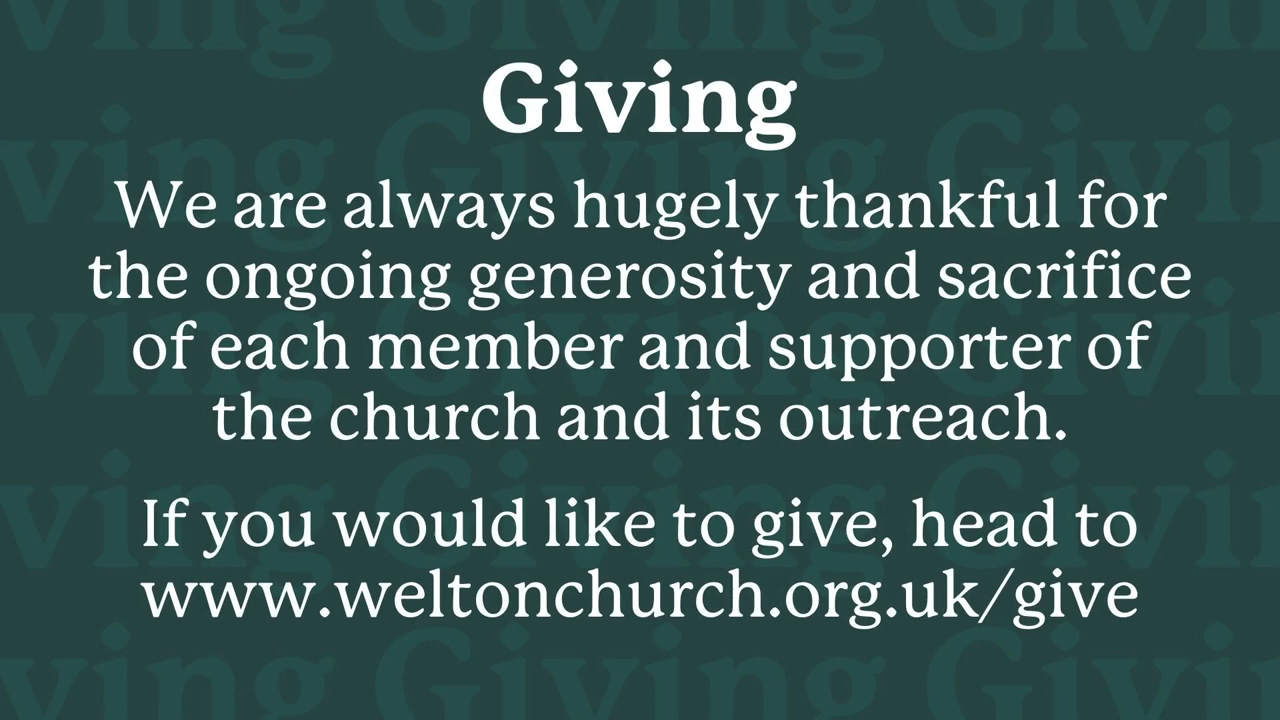 Giving
We are always hugely thankful for
the ongoing generosity and sacrifice
of each member and supporter of
the church and its outreach.
If you would like to give, head to
www.weltonchurch.org.uk/give